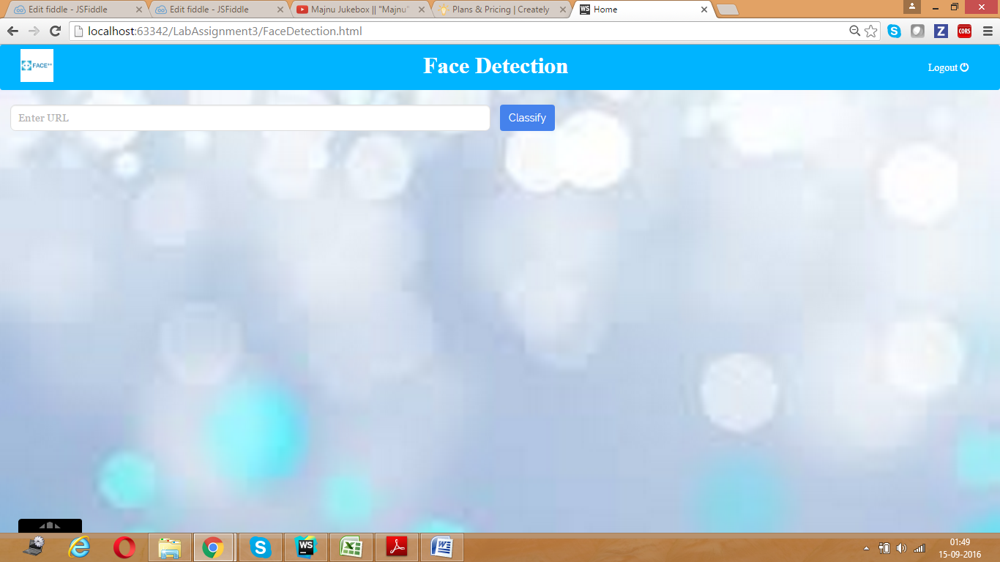 Edit fiddle - JSFiddle
Edit fiddle - JSFiddle
Majnu Jukebox || "Majnu"
Plans & Pricing | Creately
WS Home
localhost:63342/LabAssignment3/FaceDetection.html
Z
CORS
FACE++
Face Detection
Logout
Enter URL
Classify
WS
01:49
15-09-2016